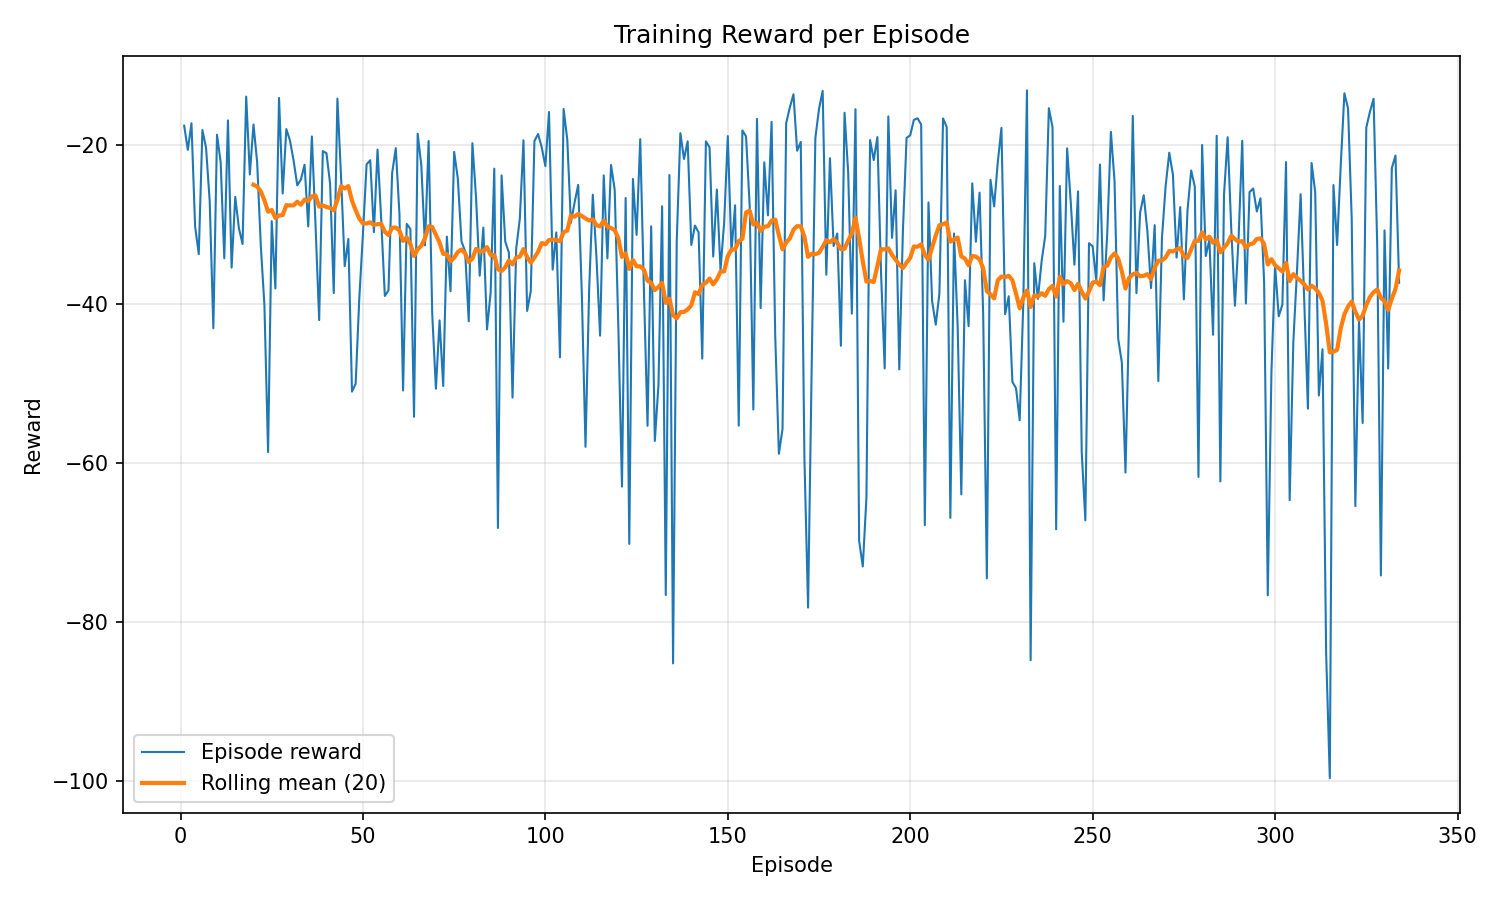 Training Reward per Episode
−20
−40
−60
−80
−100
Reward
Episode reward
Rolling mean (20)
0 50 100 150 200 250 300 350
Episode